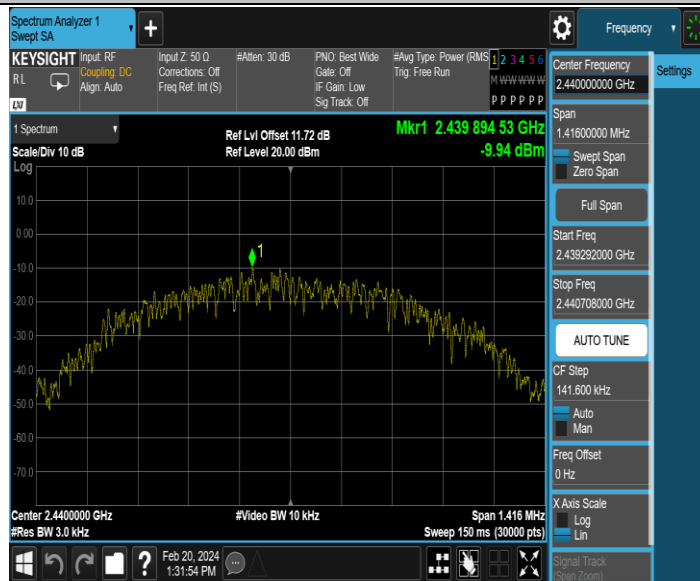 Spectrum Analyzer 1
Swept SA
Frequency
KEYSIGHT
RL
LXI
Input: RF
Coupling: DC
Align: Auto
Input Z: 50 Ω
Corrections: Off
Freq Ref: Int (S)
#Atten: 30 dB
PNO: Best Wide
Gate: Off
IF Gain: Low
Sig Track: Off
#Avg Type: Power (RMS
Trig: Free Run
1 2 3 4 5 6
M W W W W W
P P P P P P
Settings
1 Spectrum
Scale/Div 10 dB
Log
Ref Lvl Offset 11.72 dB
Ref Level 20.00 dBm
Mkr1 2.439 894 53 GHz
-9.94 dBm
10.0
0.00
-10.0
-20.0
-30.0
-40.0
-50.0
-60.0
-70.0
1
Center 2.4400000 GHz
#Res BW 3.0 kHz
#Video BW 10 kHz
Span 1.416 MHz
Sweep 150 ms (30000 pts)
Center Frequency
2.440000000 GHz
Span
1.41600000 MHz
Swept Span
Zero Span
Full Span
Start Freq
2.439292000 GHz
Stop Freq
2.440708000 GHz
AUTO TUNE
CF Step
141.600 kHz
Auto
Man
Freq Offset
0 Hz
X Axis Scale
Log
Lin
Signal Track
(Span Zoom)
Feb 20, 2024
1:31:54 PM